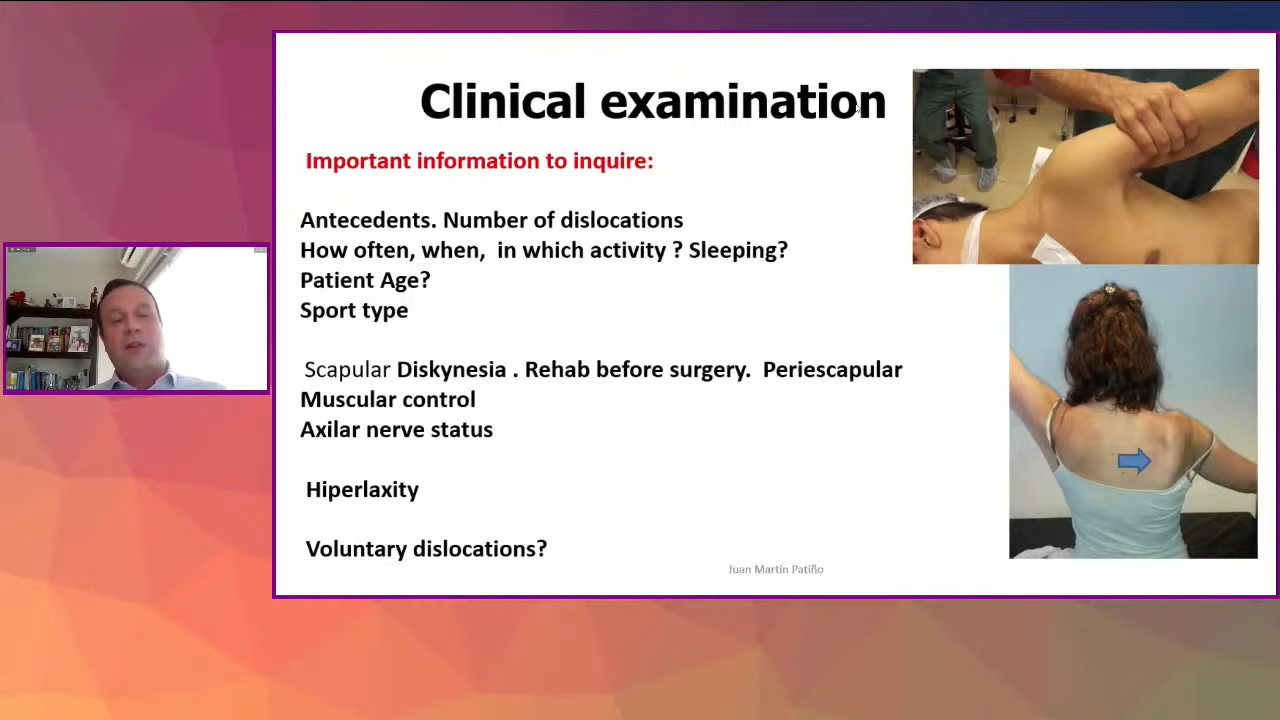 Clinical examination
Important information to inquire:
Antecedents. Number of dislocations
How often, when, in which activity ? Sleeping?
Patient Age?
Sport type
Scapular Diskynesia . Rehab before surgery. Periescapular
Muscular control
Axilar nerve status
Hiperlaxity
Voluntary dislocations?
Juan Martín Patiño